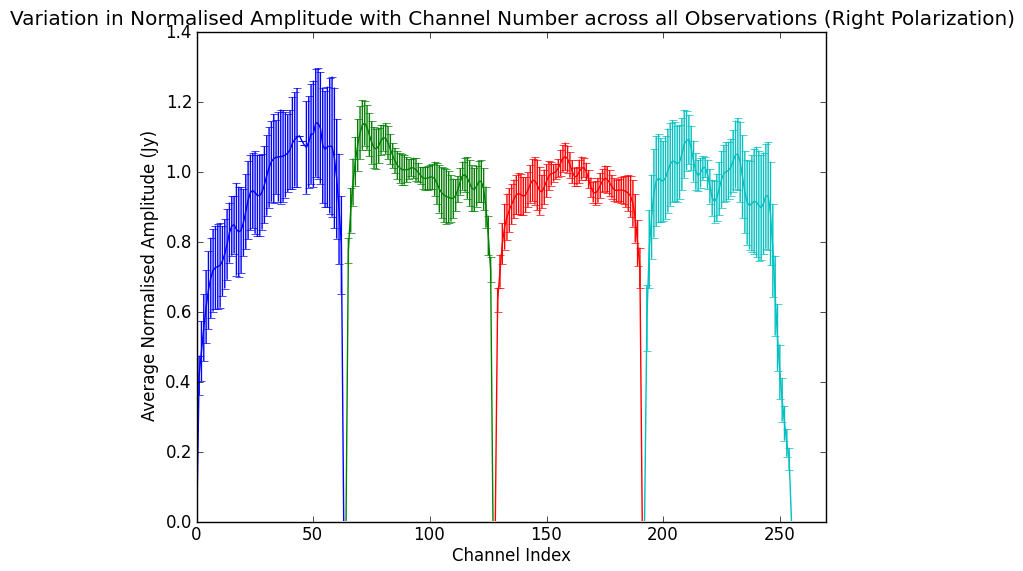 Variation in Normalised Amplitude with Channel Number across all Observations (Right Polarization)
1.4
1.2
1.0
0.8
0.6
0.4
0.2
0.0
Average Normalised Amplitude (Jy)
0 50 100 150 200 250
Channel Index